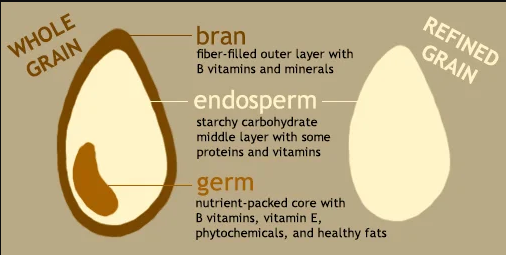 WHOLE
GRAIN
bran
fiber-filled outer layer with
B vitamins and minerals
endosperm
starchy carbohydrate
middle layer with some
proteins and vitamins
germ
nutrient-packed core with
B vitamins, vitamin E,
phytochemicals, and healthy fats
REFINED
GRAIN